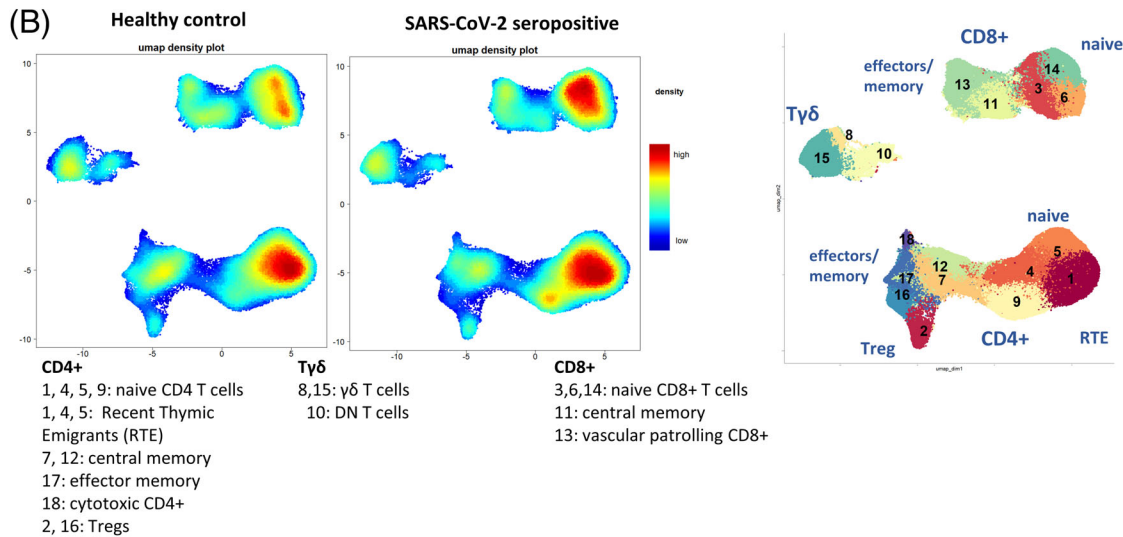 (B)
Healthy control
SARS-CoV-2 seropositive
umap density plot
umap density plot
density
high
low
10
5
0
-5
-10
-10
-5
0
5
10
5
0
-5
-10
-10
-5
0
5
CD8+
naive
effectors/
memory
14
13
3
6
11
Tγδ
8
15
10
naive
effectors/
memory
18
5
12
17
7
4
1
16
9
2
Treg
CD4+
RTE
umap_dim2
umap_dim1
CD4+
1, 4, 5, 9: naive CD4 T cells
1, 4, 5: Recent Thymic
Emigrants (RTE)
7, 12: central memory
17: effector memory
18: cytotoxic CD4+
2, 16: Tregs
Tγδ
8,15: γδ T cells
10: DN T cells
CD8+
3,6,14: naive CD8+ T cells
11: central memory
13: vascular patrolling CD8+